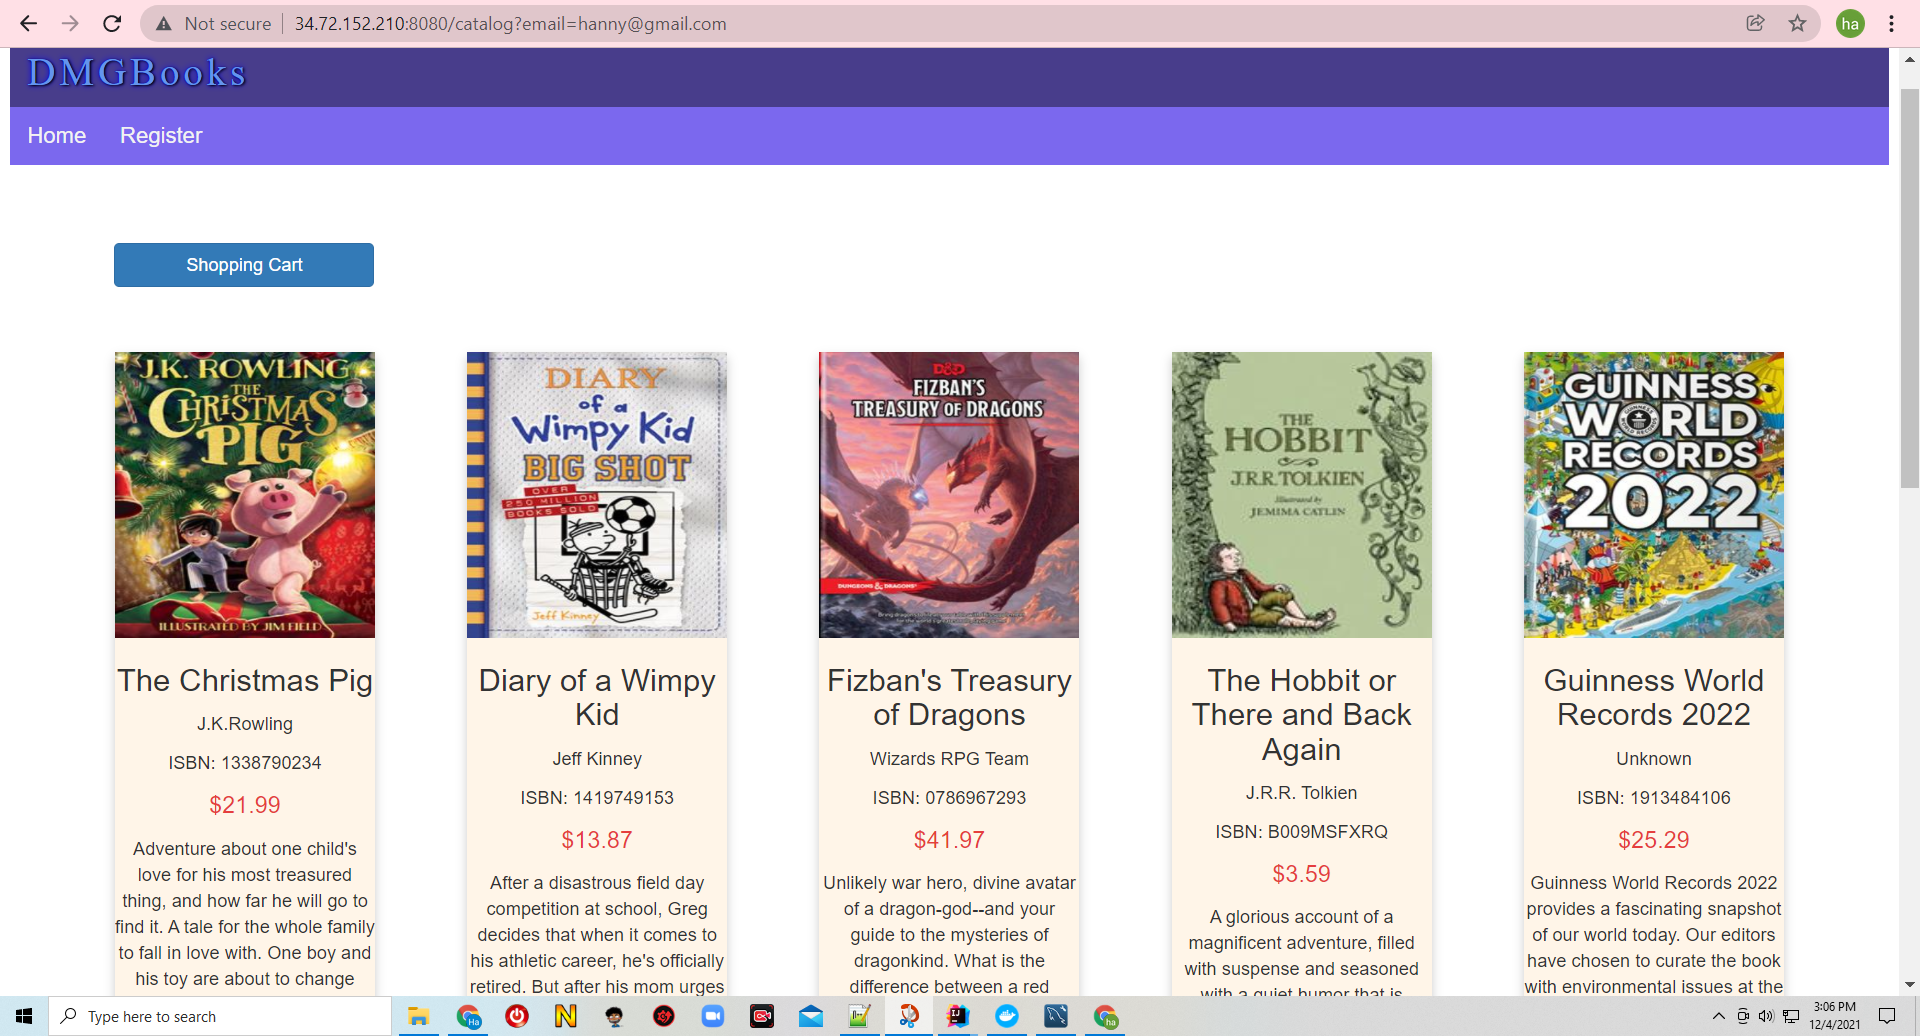 Not secure
34.72.152.210:8080/catalog?email=hanny@gmail.com
ha
DMGBooks
Home
Register
Shopping Cart
J.K. ROWLING
THE
CHRISTMAS
PIG
ILLUSTRATED BY JIM FIELD
The Christmas Pig
J.K.Rowling
ISBN: 1338790234
$21.99
Adventure about one child's
love for his most treasured
thing, and how far he will go to
find it. A tale for the whole family
to fall in love with. One boy and
his toy are about to change
DIARY
of a
Wimpy Kid
BIG SHOT
OVER
250 MILLION
BOOKS SOLD
Jeff Kinney
Diary of a Wimpy
Kid
Jeff Kinney
ISBN: 1419749153
$13.87
After a disastrous field day
competition at school, Greg
decides that when it comes to
his athletic career, he's officially
retired. But after his mom urges
D&D
FIZBAN'S
TREASURY OF DRAGONS
DUNGEONS & DRAGONS
Fizban's Treasury
of Dragons
Wizards RPG Team
ISBN: 0786967293
$41.97
Unlikely war hero, divine avatar
of a dragon-god--and your
guide to the mysteries of
dragonkind. What is the
difference between a red
THE
HOBBIT
J.R.R. TOLKIEN
Illustrated by
JEMIMA CATLIN
The Hobbit or
There and Back
Again
J.R.R. Tolkien
ISBN: B009MSFXRQ
$3.59
A glorious account of a
magnificent adventure, filled
with suspense and seasoned
with a quiet humor that is
GUINNESS
WORLD
RECORDS
2022
Guinness World
Records 2022
Unknown
ISBN: 1913484106
$25.29
Guinness World Records 2022
provides a fascinating snapshot
of our world today. Our editors
have chosen to curate the book
with environmental issues at the
Type here to search
Ha
N
IJ
ha
3:06 PM
12/4/2021